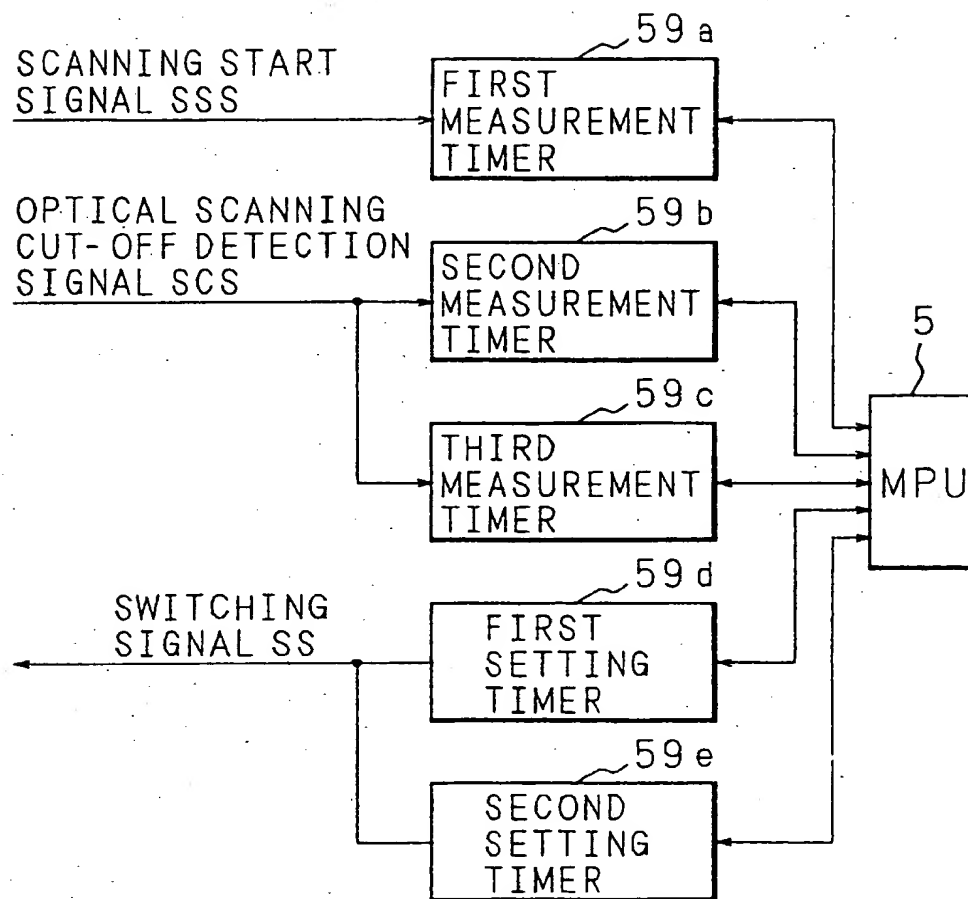 59a
SCANNING START
SIGNAL SSS
FIRST
MEASUREMENT
TIMER
OPTICAL SCANNING
CUT-OFF DETECTION
SIGNAL SCS
59b
SECOND
MEASUREMENT
TIMER
5
MPU
59c
THIRD
MEASUREMENT
TIMER
59d
SWITCHING
SIGNAL SS
FIRST
SETTING
TIMER
59e
SECOND
SETTING
TIMER